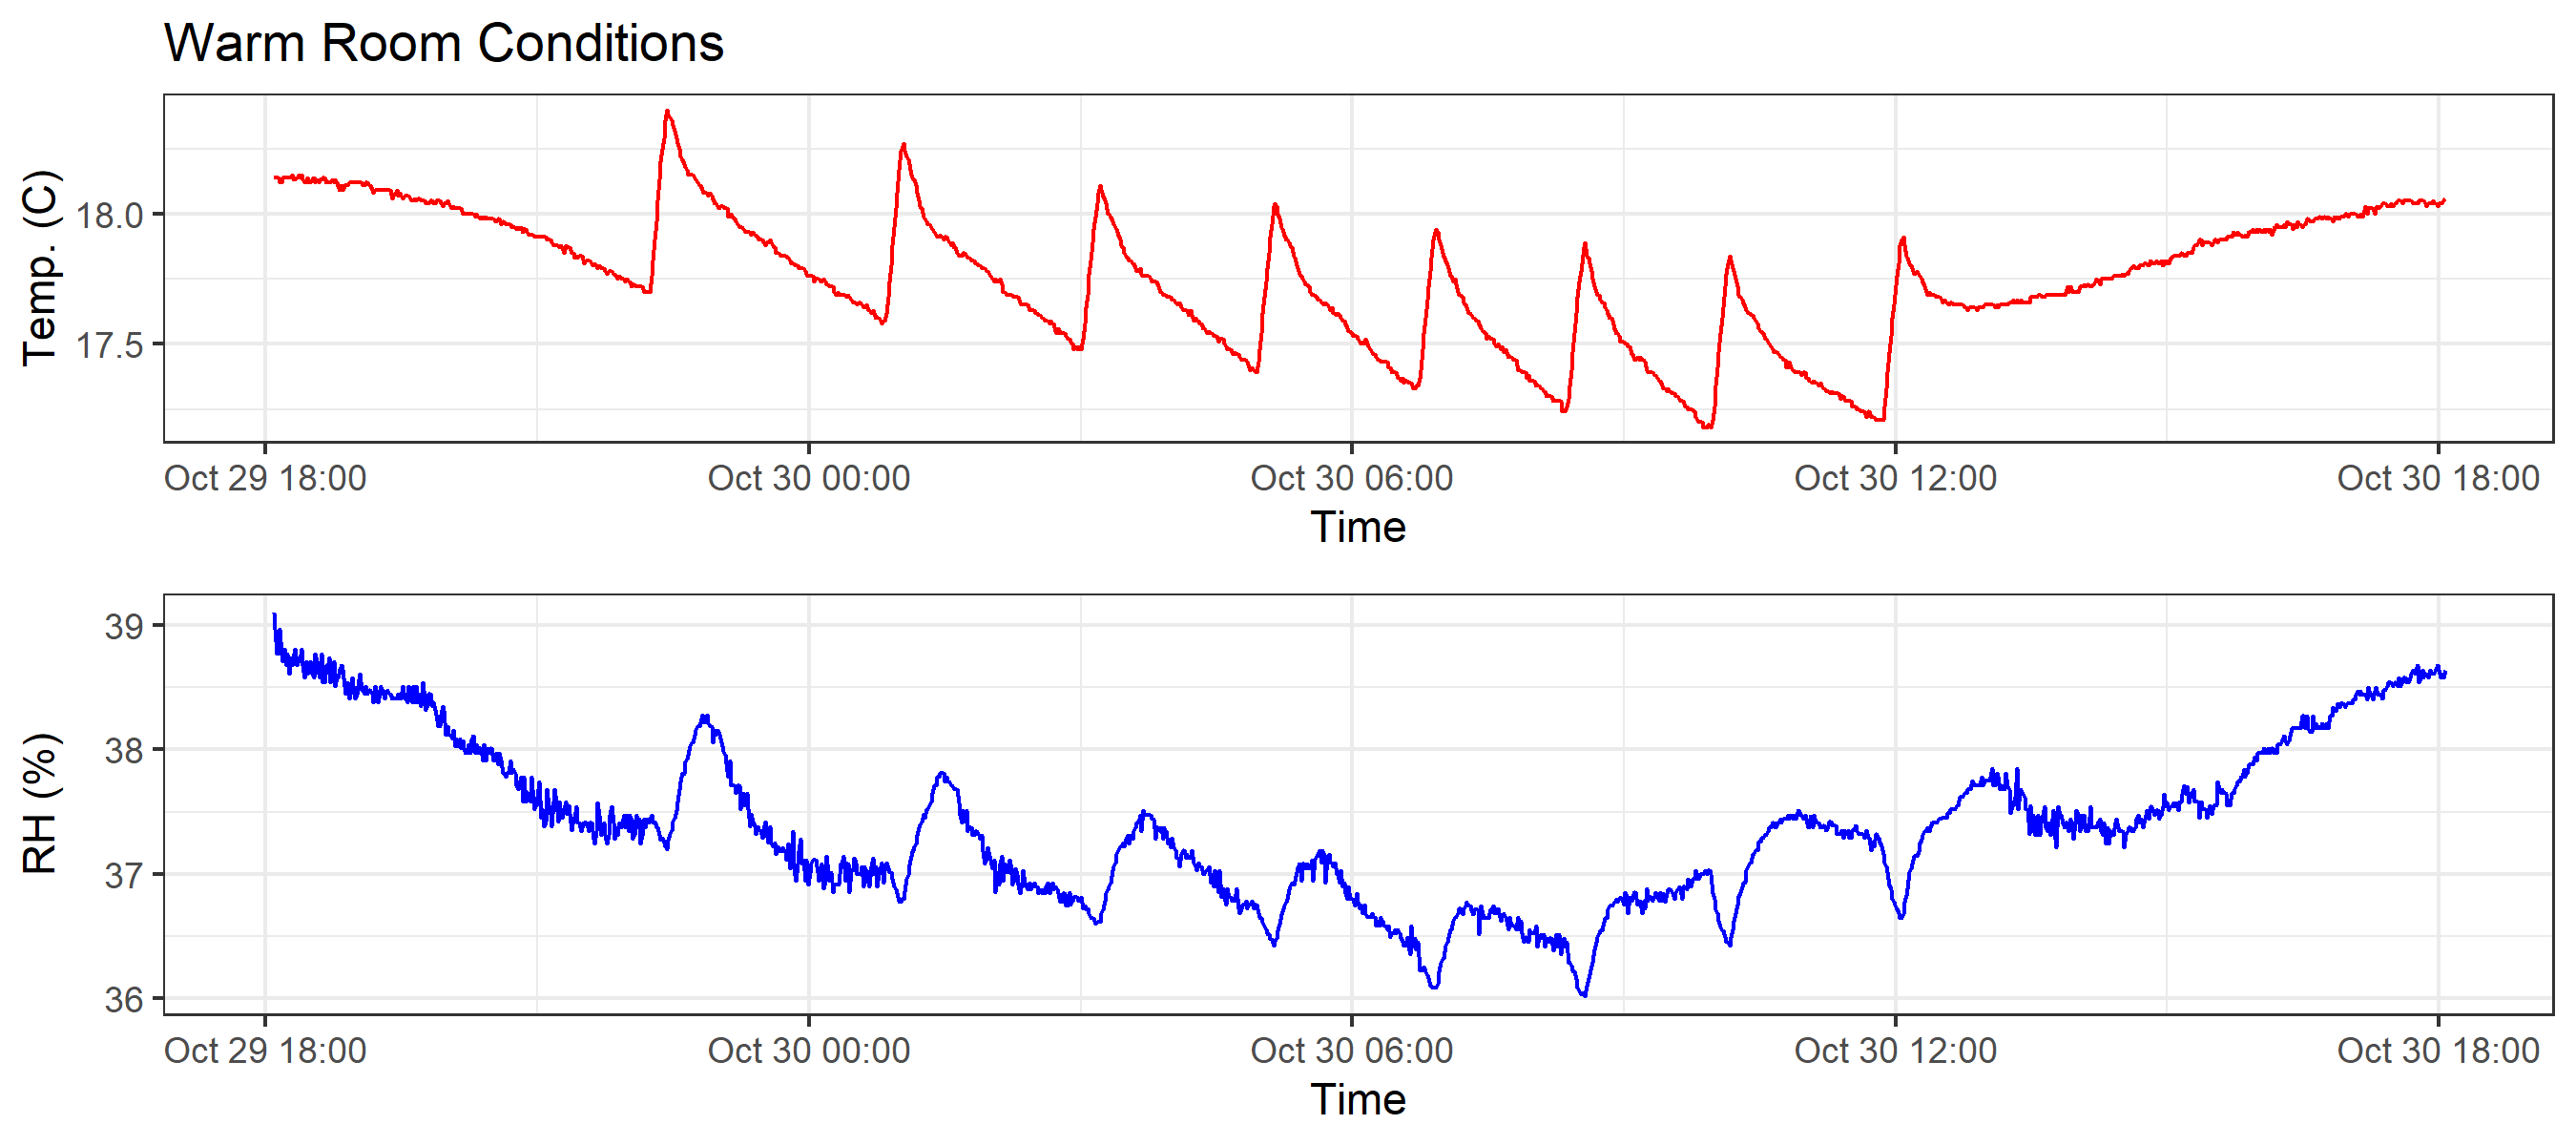 Warm Room Conditions
Temp. (C)
18.0
17.5
Oct 29 18:00 Oct 30 00:00 Oct 30 06:00 Oct 30 12:00 Oct 30 18:00
Time
RH (%)
39
38
37
36
Oct 29 18:00 Oct 30 00:00 Oct 30 06:00 Oct 30 12:00 Oct 30 18:00
Time